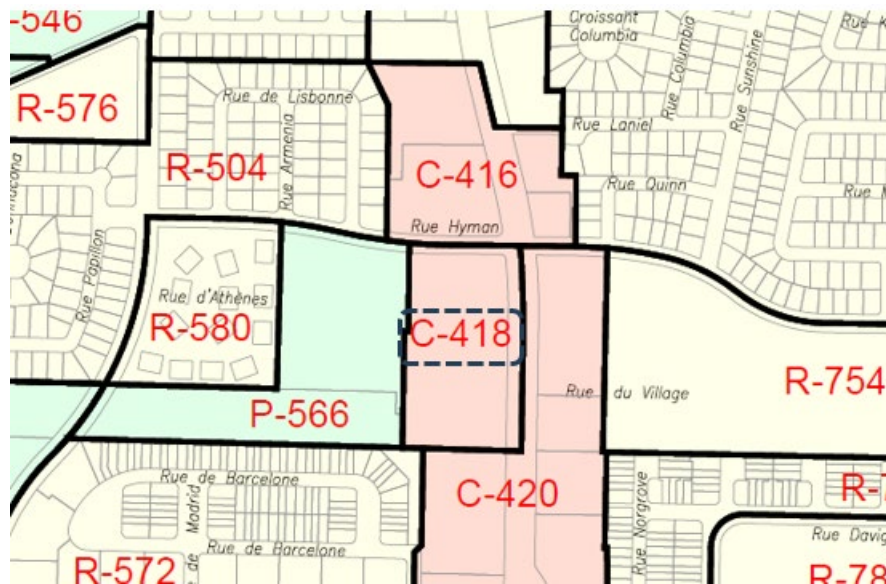 -546
Croissant
Columbia
Rue Columbia
Rue Sunshine
R-576
Rue de Lisbonne
Rue Laniel
R-504
Rue Armenia
C-416
Rue Quinn
Rue Hyman
Rue Papillon
Rue d'Athènes
R-580
C-418
R-754
Rue du Village
P-566
Rue de Barcelone
C-420
Rue Norgrove
Rue de Barcelone
R-572